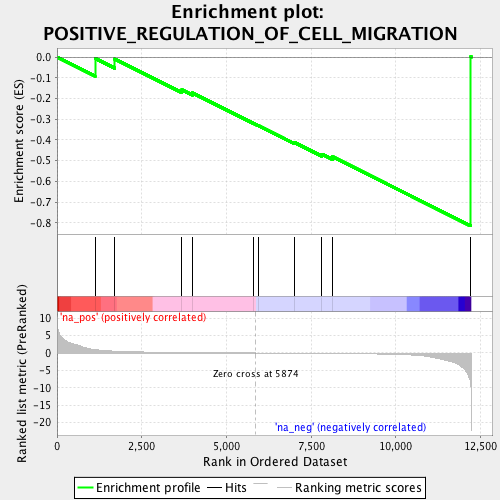 Enrichment plot:
POSITIVE_REGULATION_OF_CELL_MIGRATION
Enrichment score (ES)
0.0
-0.1
-0.2
-0.3
-0.4
-0.5
-0.6
-0.7
-0.8
'na_pos' (positively correlated)
Ranked list metric (PreRanked)
10
5
0
-5
-10
-15
-20
Zero cross at 5874
'na_neg' (negatively correlated)
0 2,500 5,000 7,500 10,000 12,500
Rank in Ordered Dataset
Enrichment profile Hits Ranking metric scores